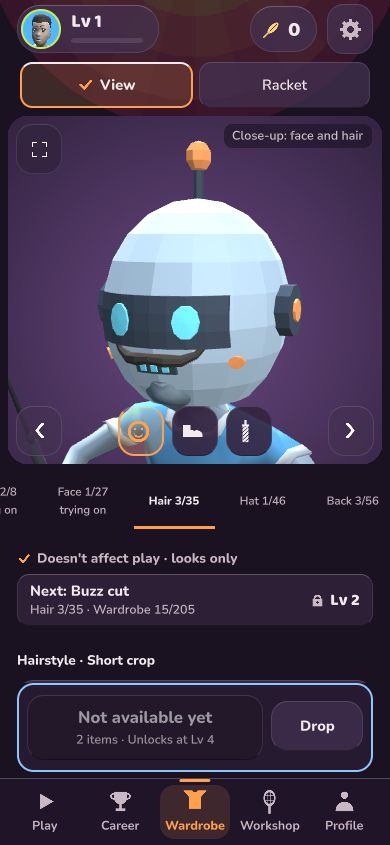 Lv 1
0
View
Racket
Close-up: face and hair
2/8
on
Face 1/27
trying on
Hair 3/35
Hat 1/46
Back 3/56
Doesn't affect play · looks only
Next: Buzz cut
Hair 3/35 · Wardrobe 15/205
Lv 2
Hairstyle · Short crop
Not available yet
2 items · Unlocks at Lv 4
Drop
Play
Career
Wardrobe
Workshop
Profile